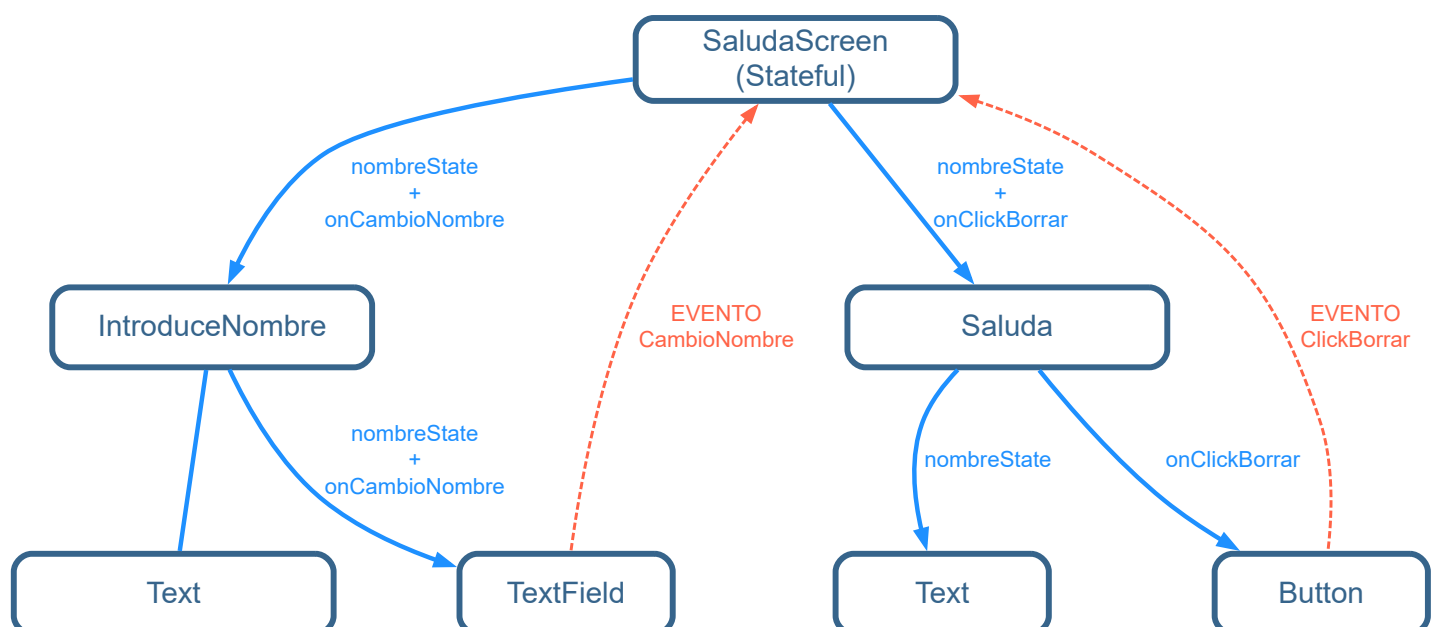 SaludaScreen
(Stateful)
nombreState
+
onCambioNombre
nombreState
+
onClickBorrar
IntroduceNombre
EVENTO
CambioNombre
Saluda
EVENTO
ClickBorrar
nombreState
+
onCambioNombre
nombreState
onClickBorrar
Text
TextField
Text
Button